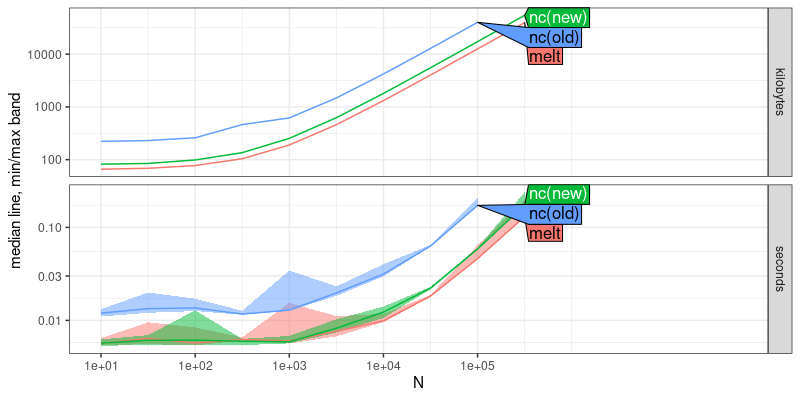 median line, min/max band
10000
1000
100
nc(new)
nc(old)
melt
kilobytes
0.10
0.03
0.01
nc(new)
nc(old)
melt
seconds
1e+01
1e+02
1e+03
1e+04
1e+05
N